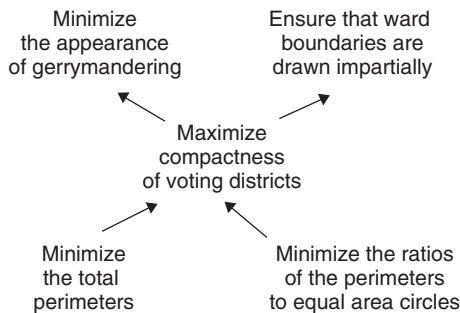 Minimize
the appearance
of gerrymandering
Ensure that ward
boundaries are
drawn impartially
Maximize
compactness
of voting districts
Minimize
the total
perimeters
Minimize the ratios
of the perimeters
to equal area circles